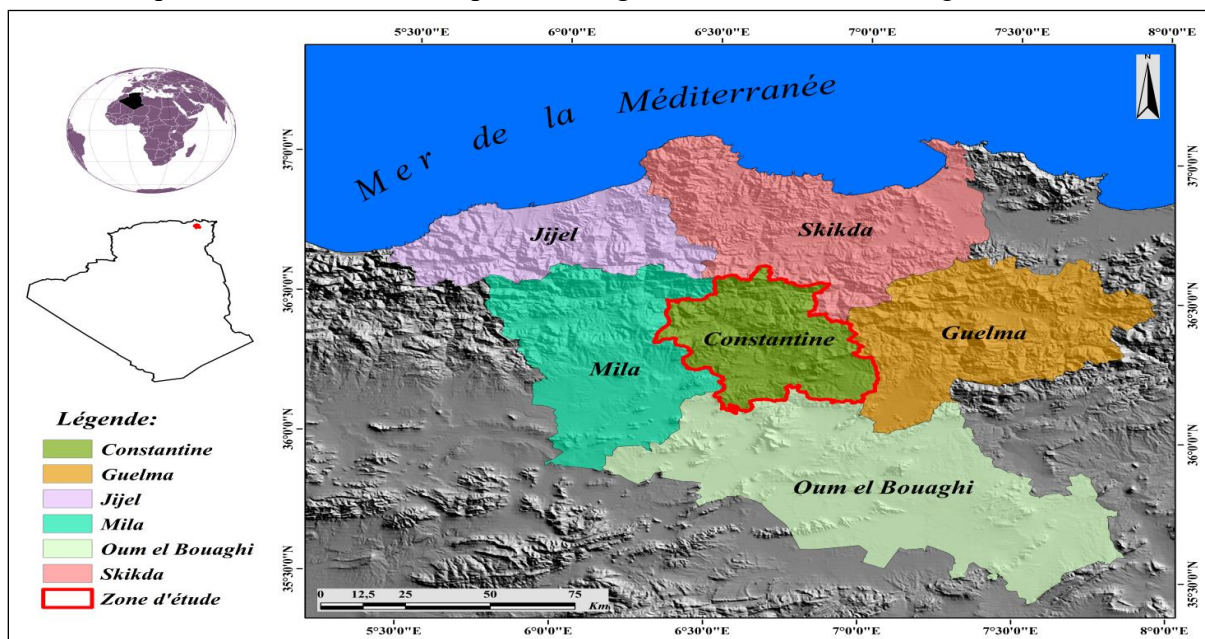 5°30'0"E 6°0'0"E 6°30'0"E 7°0'0"E 7°30'0"E 8°0'0"E
N
Mer de la Méditerranée
37°0'0"N
37°0'0"N
Jijel
Skikda
36°30'0"N
36°30'0"N
Constantine
Guelma
Mila
36°0'0"N
36°0'0"N
Oum el Bouaghi
35°30'0"N
35°30'0"N
Légende:
Constantine
Guelma
Jijel
Mila
Oum el Bouaghi
Skikda
Zone d'étude
0 12,5 25 50 75
Km
5°30'0"E 6°0'0"E 6°30'0"E 7°0'0"E 7°30'0"E 8°0'0"E